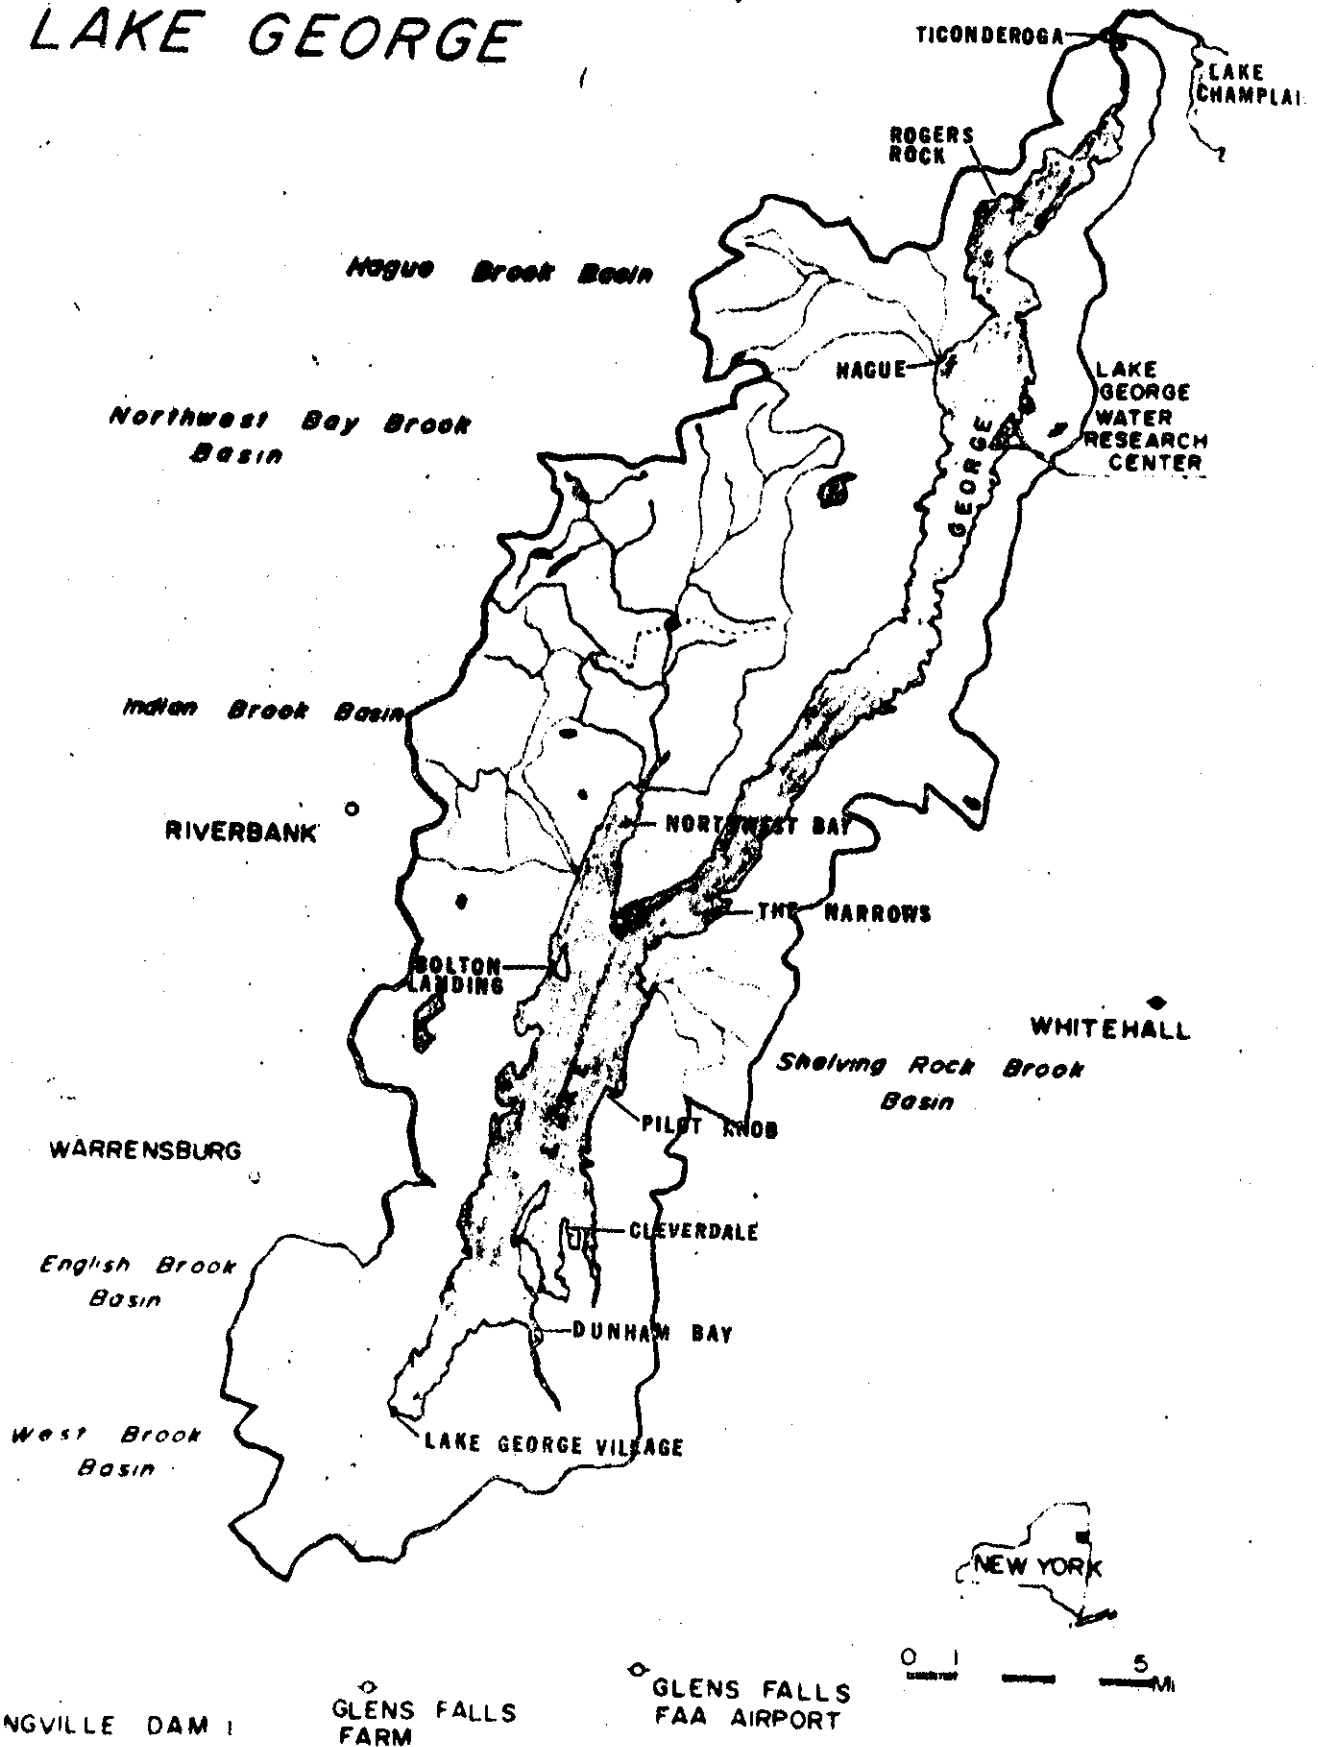 LAKE GEORGE
TICONDEROGA
LAKE
CHAMPLAI
ROGERS
ROCK
Hague Brook Basin
HAGUE
LAKE
GEORGE
WATER
RESEARCH
CENTER
Northwest Bay Brook
Basin
GEORGE
Indian Brook Basin
RIVERBANK
NORTHWEST BAY
THE NARROWS
BOLTON
LANDING
WHITEHALL
Shelving Rock Brook
Basin
PILOT KNOB
WARRENSBURG
CLEVERDALE
English Brook
Basin
DUNHAM BAY
West Brook
Basin
LAKE GEORGE VILLAGE
NEW YORK
0 1 5
MI
GLENS FALLS
FAA AIRPORT
GLENS FALLS
FARM
NGVILLE DAM